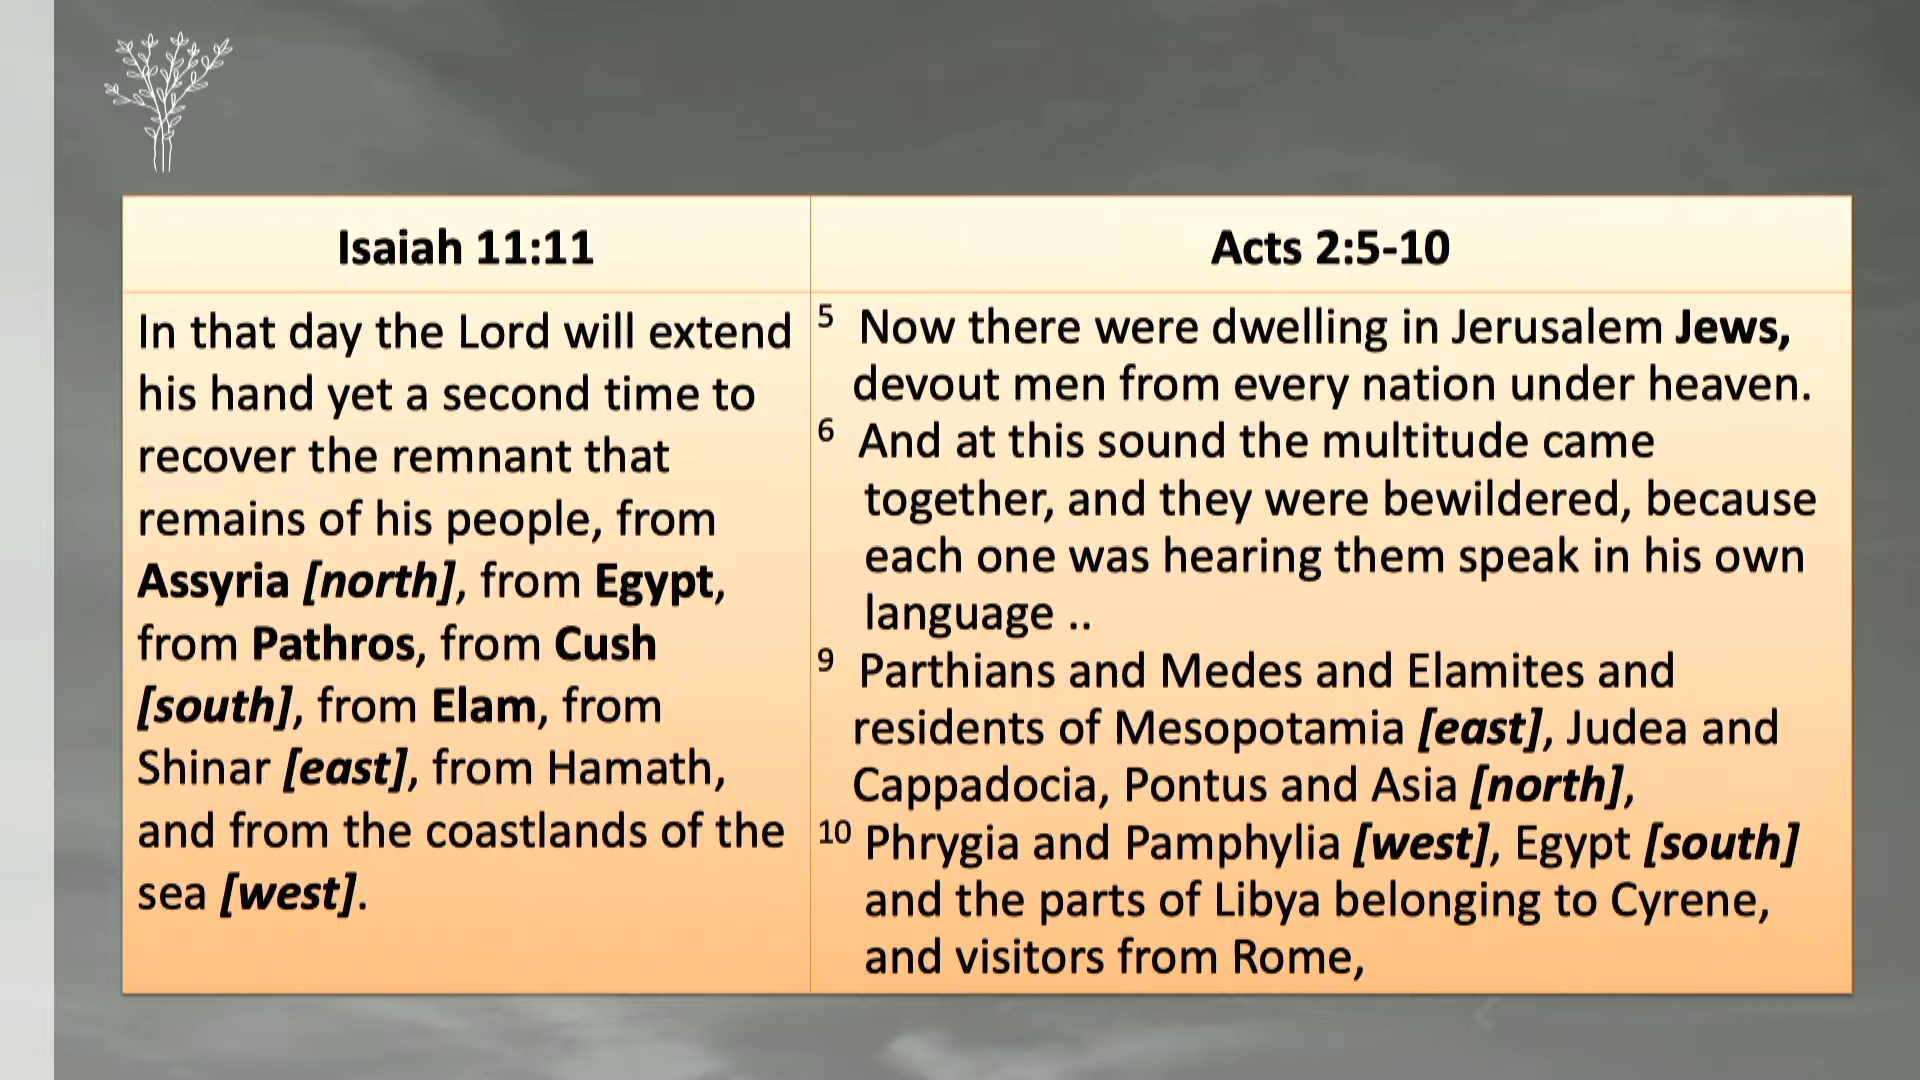 Isaiah 11:11
In that day the Lord will extend
his hand yet a second time to
recover the remnant that
remains of his people, from
Assyria [north], from Egypt,
from Pathros, from Cush
[south], from Elam, from
Shinar [east], from Hamath,
and from the coastlands of the
sea [west].
Acts 2:5-10
5 Now there were dwelling in Jerusalem Jews,
devout men from every nation under heaven.
6 And at this sound the multitude came
together, and they were bewildered, because
each one was hearing them speak in his own
language ..
9 Parthians and Medes and Elamites and
residents of Mesopotamia [east], Judea and
Cappadocia, Pontus and Asia [north],
10 Phrygia and Pamphylia [west], Egypt [south]
and the parts of Libya belonging to Cyrene,
and visitors from Rome,